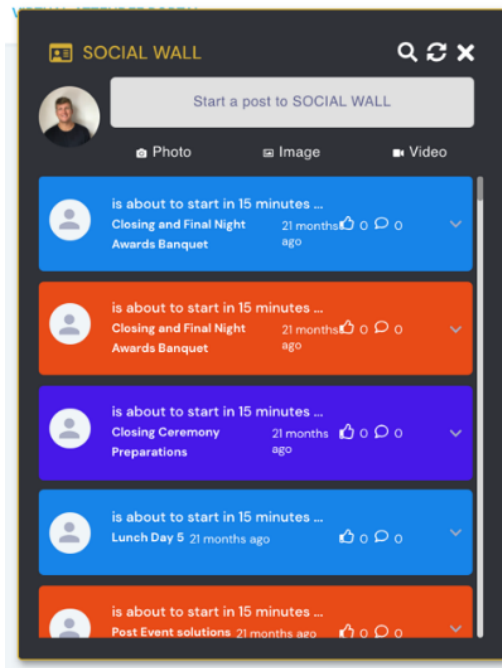 SOCIAL WALL
Start a post to SOCIAL WALL
Photo Image Video
is about to start in 15 minutes ...
Closing and Final Night Awards Banquet
21 months ago 0 0
is about to start in 15 minutes ...
Closing and Final Night Awards Banquet
21 months ago 0 0
is about to start in 15 minutes ...
Closing Ceremony Preparations
21 months ago 0 0
is about to start in 15 minutes ...
Lunch Day 5 21 months ago 0 0
is about to start in 15 minutes ...
Post Event solutions 21 months ago 0 0